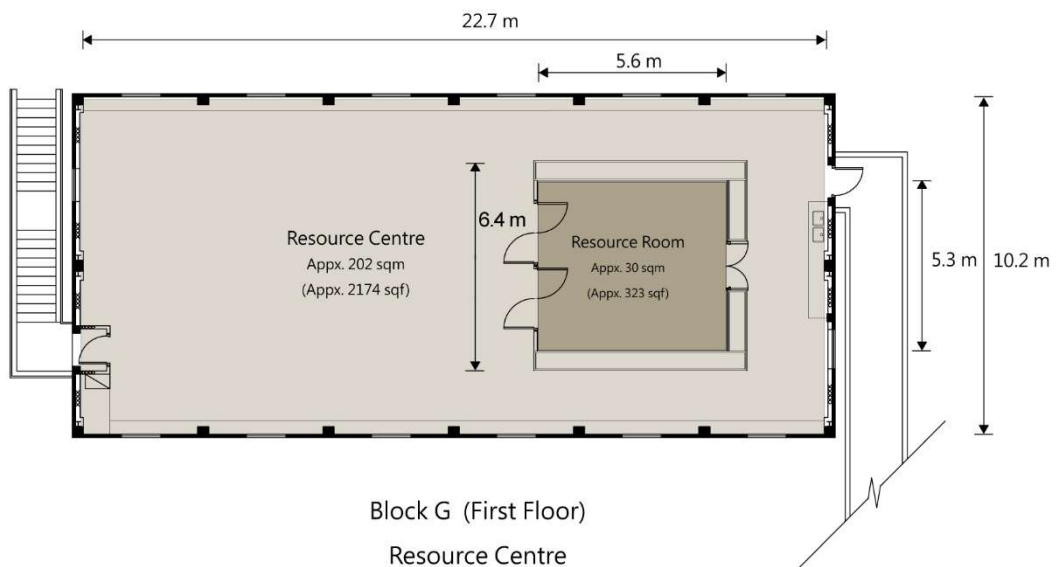 22.7 m
5.6 m
6.4 m
Resource Centre
Appx. 202 sqm
(Appx. 2174 sqf)
Resource Room
Appx. 30 sqm
(Appx. 323 sqf)
5.3 m
10.2 m
Block G (First Floor)
Resource Centre